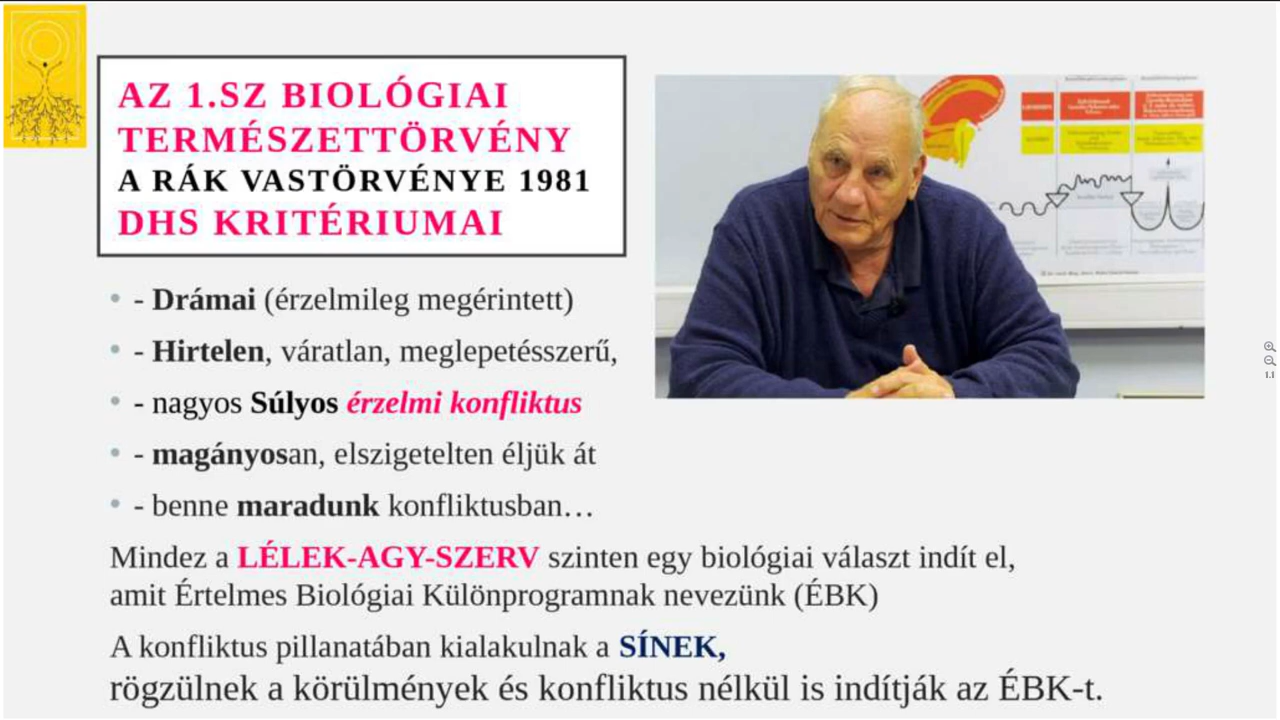 AZ 1.SZ BIOLÓGIAI
TERMÉSZETTÖRVÉNY
A RÁK VASTÖRVÉNYE 1981
DHS KRITÉRIUMAI
- Drámai (érzelmileg megérintett)
- Hirtelen, váratlan, meglepetésszerű,
- nagyos Súlyos érzelmi konfliktus
- magányosan, elszigetelten éljük át
- benne maradunk konfliktusban…
Mindez a LÉLEK-AGY-SZERV szinten egy biológiai választ indít el,
amit Értelmes Biológiai Különprogramnak nevezünk (ÉBK)
A konfliktus pillanatában kialakulnak a SÍNEK,
rögzülnek a körülmények és konfliktus nélkül is indítják az ÉBK-t.
1:1